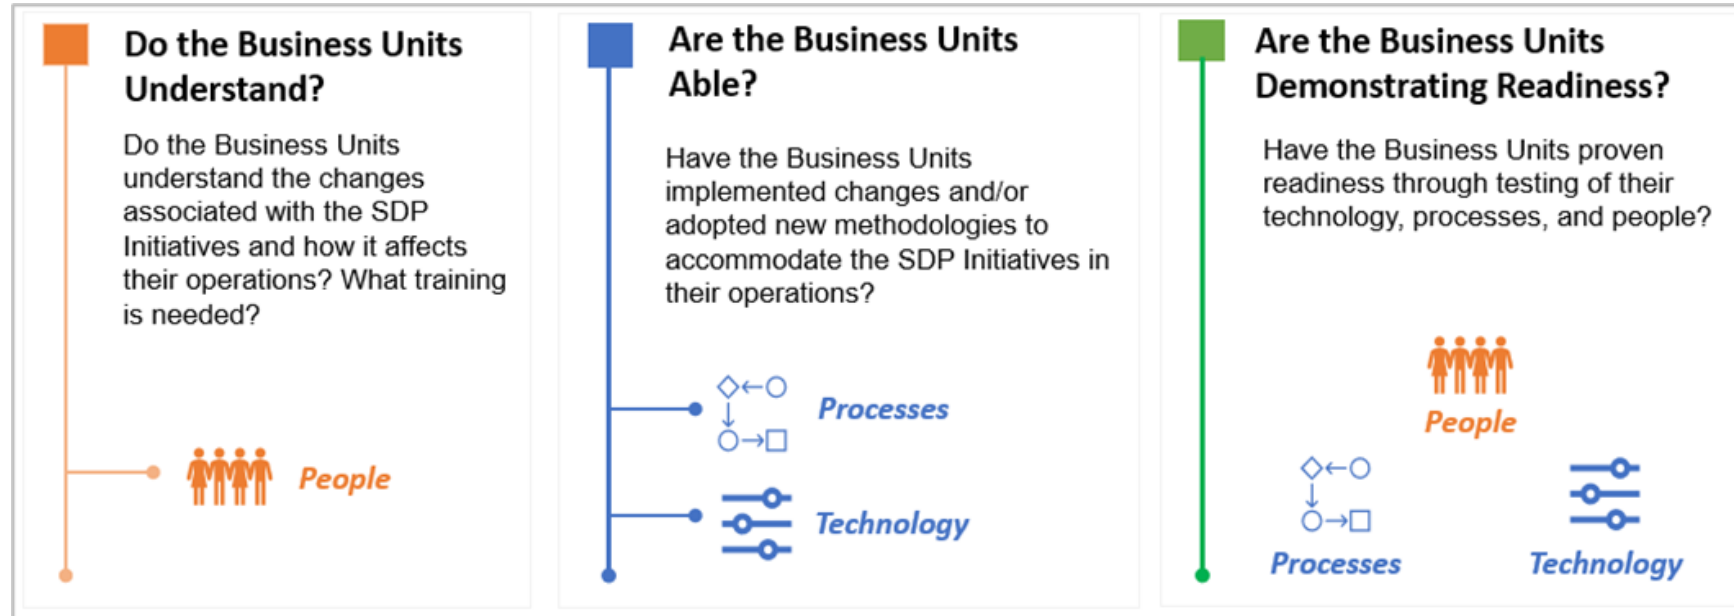 Do the Business Units
Understand?
Do the Business Units
understand the changes
associated with the SDP
Initiatives and how it affects
their operations? What training
is needed?
People
Are the Business Units
Able?
Have the Business Units
implemented changes and/or
adopted new methodologies to
accommodate the SDP Initiatives in
their operations?
Processes
Technology
Are the Business Units
Demonstrating Readiness?
Have the Business Units proven
readiness through testing of their
technology, processes, and people?
People
Processes
Technology